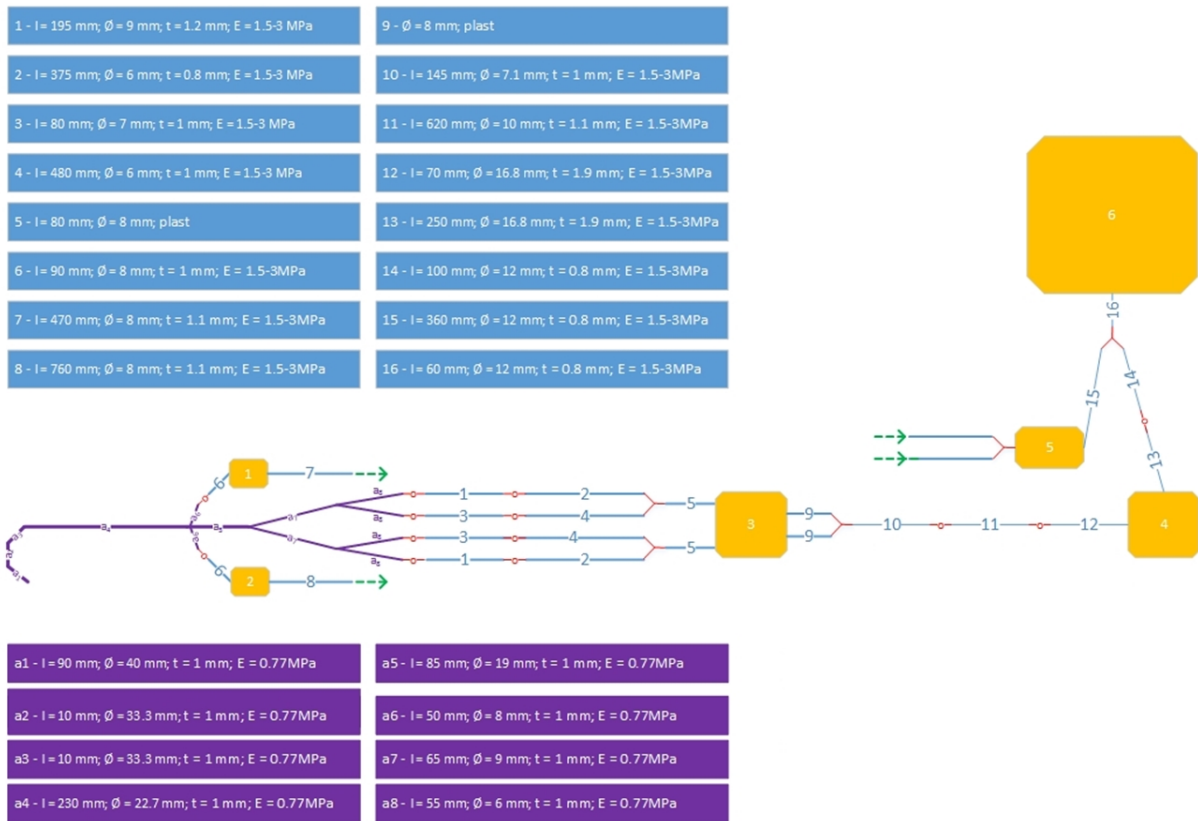 1 - l = 195 mm; Ø = 9 mm; t = 1.2 mm; E = 1.5-3 MPa
2 - l = 375 mm; Ø = 6 mm; t = 0.8 mm; E = 1.5-3 MPa
3 - l = 80 mm; Ø = 7 mm; t = 1 mm; E = 1.5-3 MPa
4 - l = 480 mm; Ø = 6 mm; t = 1 mm; E = 1.5-3 MPa
5 - l = 80 mm; Ø = 8 mm; plast
6 - l = 90 mm; Ø = 8 mm; t = 1 mm; E = 1.5-3MPa
7 - l = 470 mm; Ø = 8 mm; t = 1.1 mm; E = 1.5-3MPa
8 - l = 760 mm; Ø = 8 mm; t = 1.1 mm; E = 1.5-3MPa
9 - Ø = 8 mm; plast
10 - l = 145 mm; Ø = 7.1 mm; t = 1 mm; E = 1.5-3MPa
11 - l = 620 mm; Ø = 10 mm; t = 1.1 mm; E = 1.5-3MPa
12 - l = 70 mm; Ø = 16.8 mm; t = 1.9 mm; E = 1.5-3MPa
13 - l = 250 mm; Ø = 16.8 mm; t = 1.9 mm; E = 1.5-3MPa
14 - l = 100 mm; Ø = 12 mm; t = 0.8 mm; E = 1.5-3MPa
15 - l = 360 mm; Ø = 12 mm; t = 0.8 mm; E = 1.5-3MPa
16 - l = 60 mm; Ø = 12 mm; t = 0.8 mm; E = 1.5-3MPa
6
16
15
14
13
5
4
6
1
7
a4
a5
a7
a8
1
2
a8
3
4
5
3
9
9
10
11
12
a7
a8
3
4
a8
1
2
5
6
2
8
a1 - l = 90 mm; Ø = 40 mm; t = 1 mm; E = 0.77MPa
a2 - l = 10 mm; Ø = 33.3 mm; t = 1 mm; E = 0.77MPa
a3 - l = 10 mm; Ø = 33.3 mm; t = 1 mm; E = 0.77MPa
a4 - l = 230 mm; Ø = 22.7 mm; t = 1 mm; E = 0.77MPa
a5 - l = 85 mm; Ø = 19 mm; t = 1 mm; E = 0.77MPa
a6 - l = 50 mm; Ø = 8 mm; t = 1 mm; E = 0.77MPa
a7 - l = 65 mm; Ø = 9 mm; t = 1 mm; E = 0.77MPa
a8 - l = 55 mm; Ø = 6 mm; t = 1 mm; E = 0.77MPa